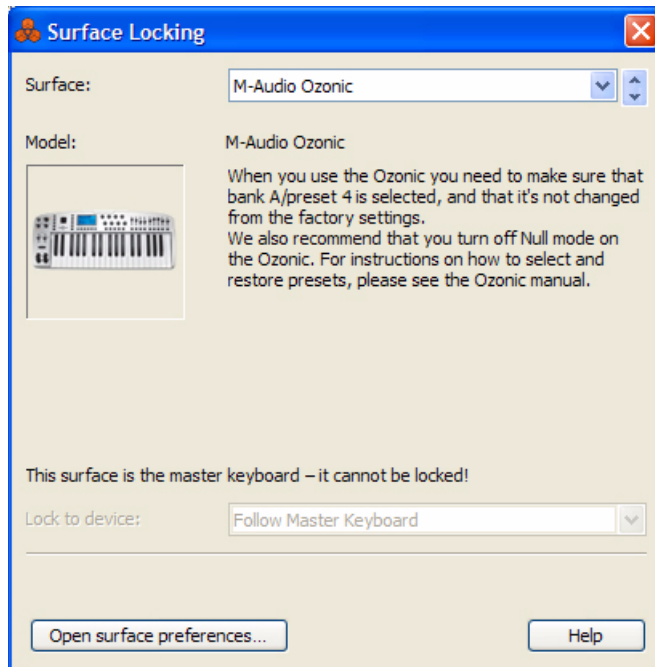 Surface Locking
Surface: M-Audio Ozonic
Model: M-Audio Ozonic
When you use the Ozonic you need to make sure that
bank A/preset 4 is selected, and that it's not changed
from the factory settings.
We also recommend that you turn off Null mode on
the Ozonic. For instructions on how to select and
restore presets, please see the Ozonic manual.
This surface is the master keyboard – it cannot be locked!
Lock to device: Follow Master Keyboard
Open surface preferences... Help